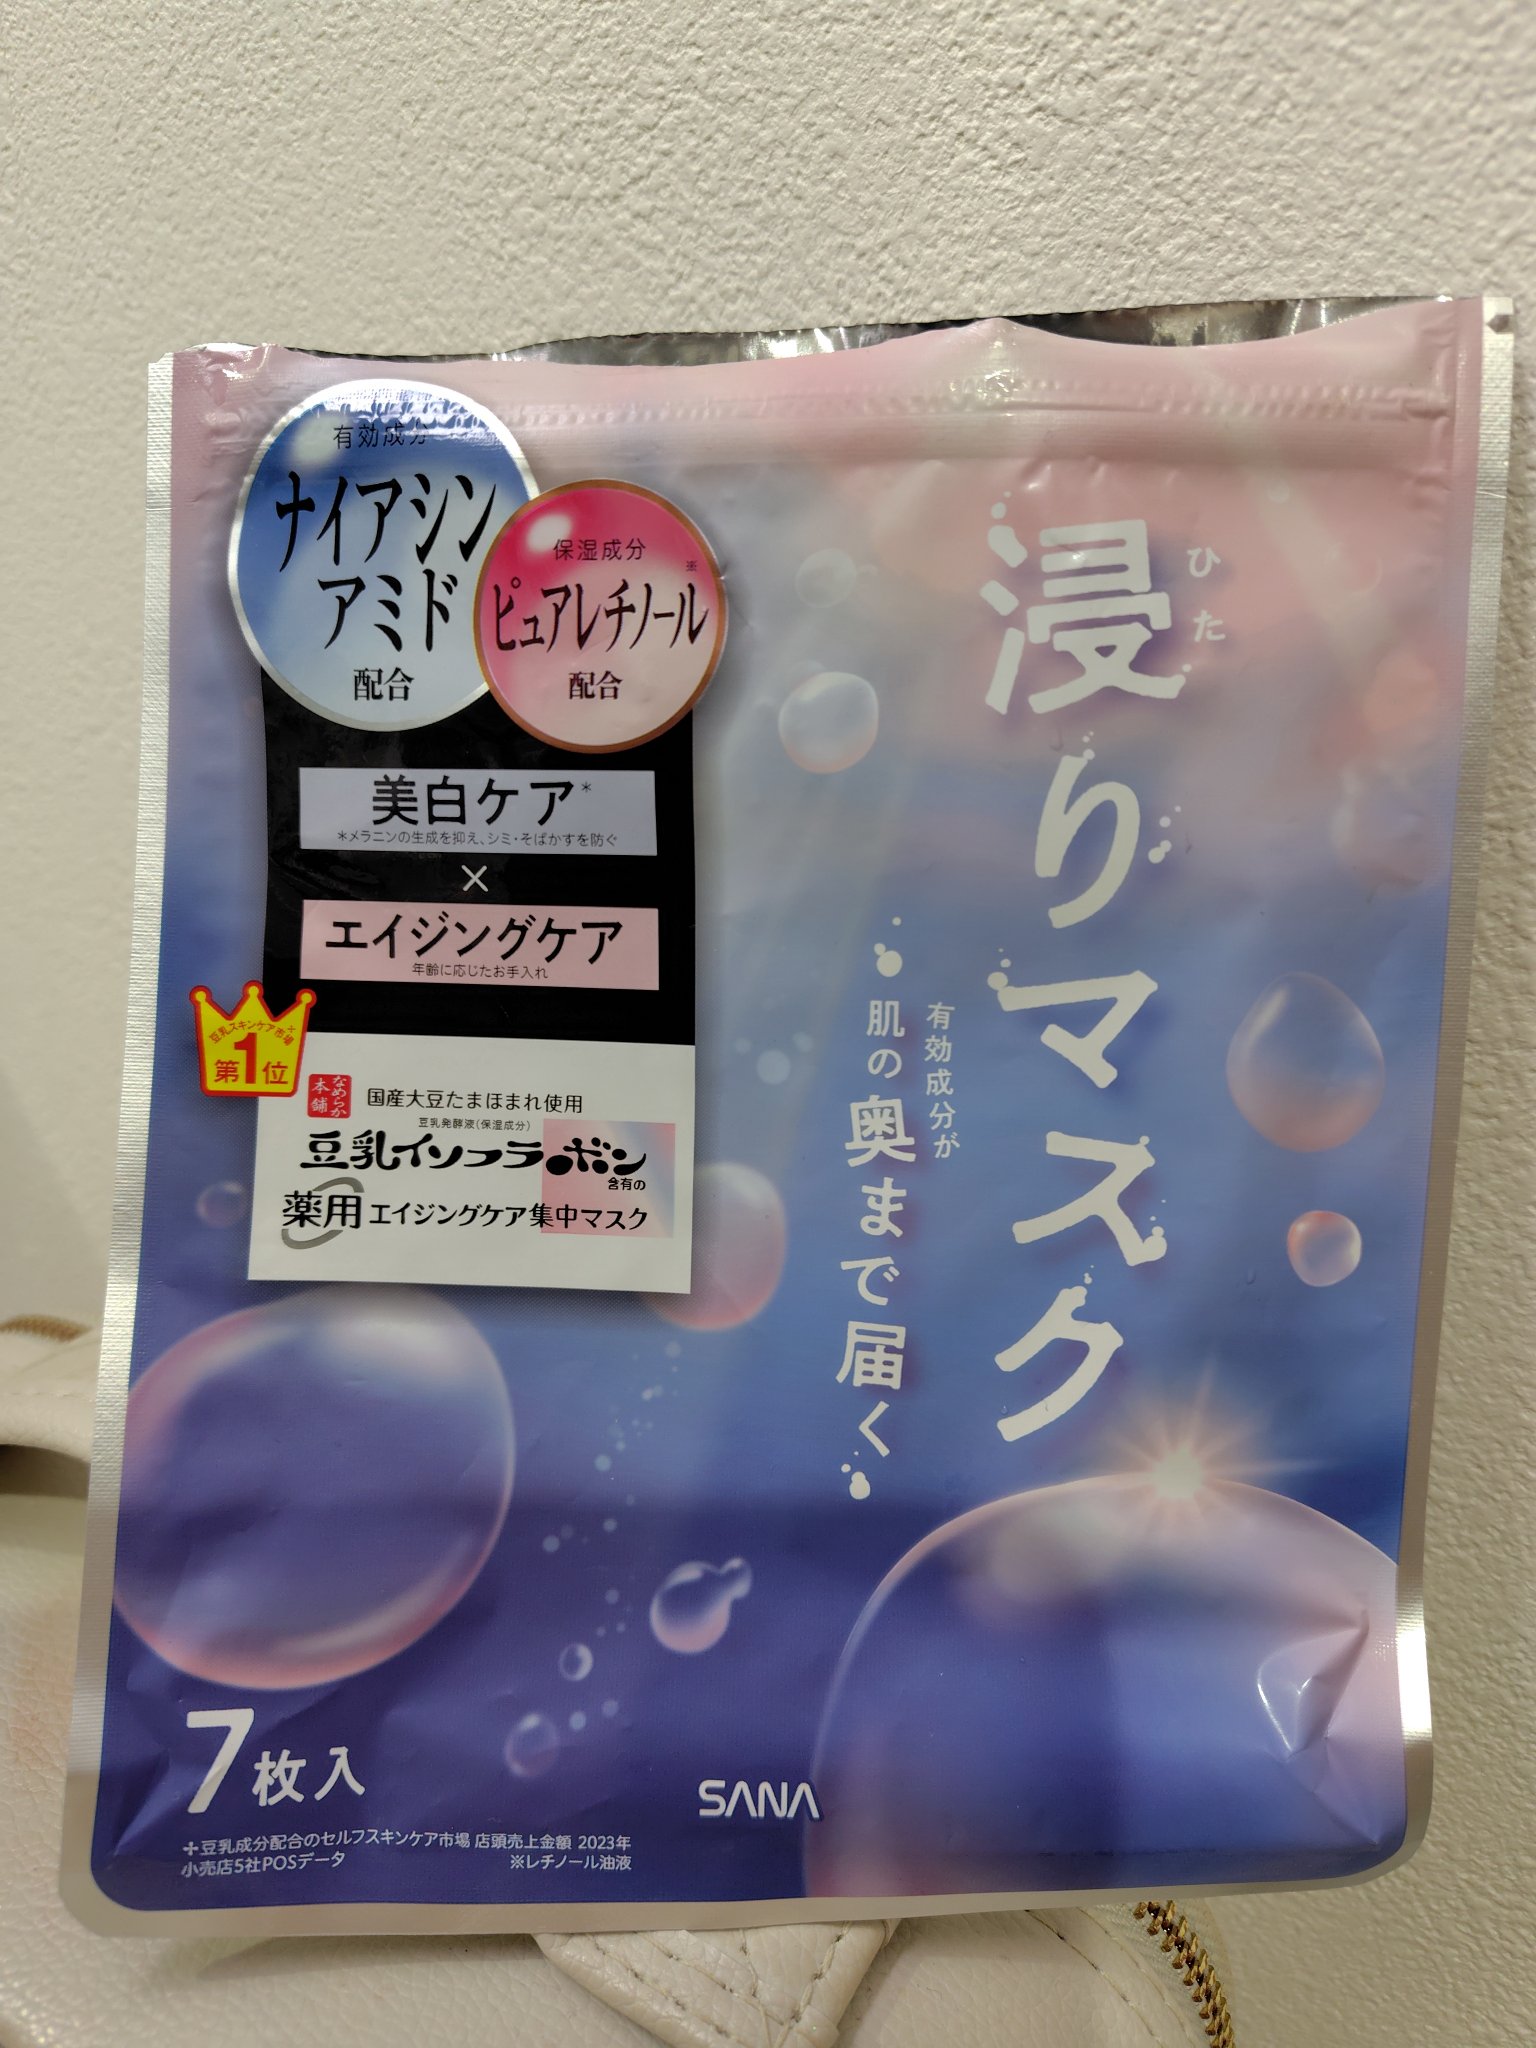 有効成分
ナイアシン
アミド
配合
保湿成分
ピュアレチノール※
配合
美白ケア*
*メラニンの生成を抑え、シミ・そばかすを防ぐ
×
エイジングケア
年齢に応じたお手入れ
豆乳スキンケア市場＋
第1位
なめらか
本舗
国産大豆たまほまれ使用
豆乳発酵液(保湿成分)
豆乳イソフラボン
含有の
薬用エイジングケア集中マスク
浸りマスク
ひた
有効成分が
肌の奥まで届く
7枚入
SANA
＋豆乳成分配合のセルフスキンケア市場 店頭売上金額 2023年
小売店5社POSデータ
※レチノール油液